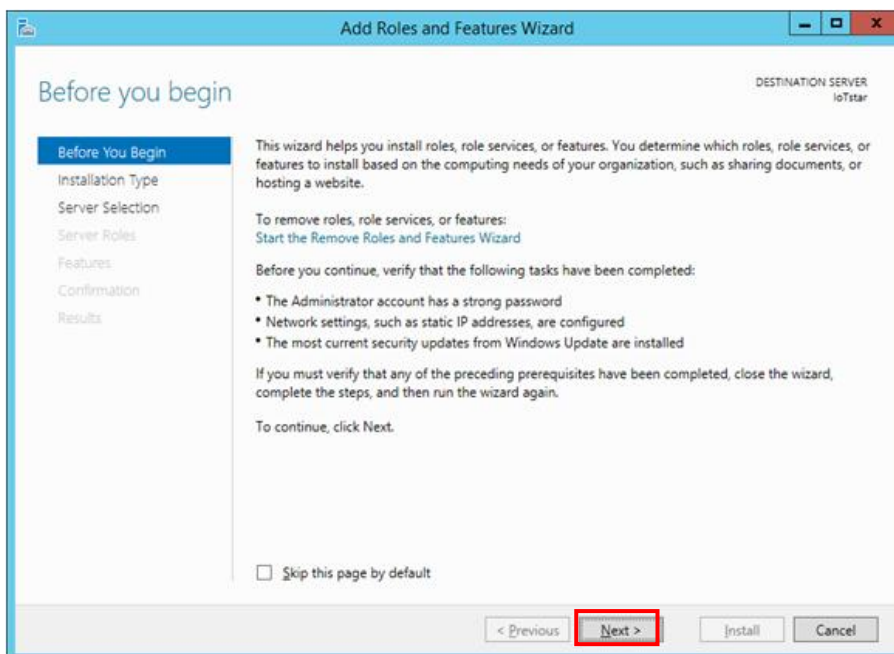 Add Roles and Features Wizard
Before you begin
DESTINATION SERVER
IoTstar
Before You Begin
Installation Type
Server Selection
Server Roles
Features
Confirmation
Results
This wizard helps you install roles, role services, or features. You determine which roles, role services, or
features to install based on the computing needs of your organization, such as sharing documents, or
hosting a website.
To remove roles, role services, or features:
Start the Remove Roles and Features Wizard
Before you continue, verify that the following tasks have been completed:
• The Administrator account has a strong password
• Network settings, such as static IP addresses, are configured
• The most current security updates from Windows Update are installed
If you must verify that any of the preceding prerequisites have been completed, close the wizard,
complete the steps, and then run the wizard again.
To continue, click Next.
Skip this page by default
< Previous
Next >
Install
Cancel